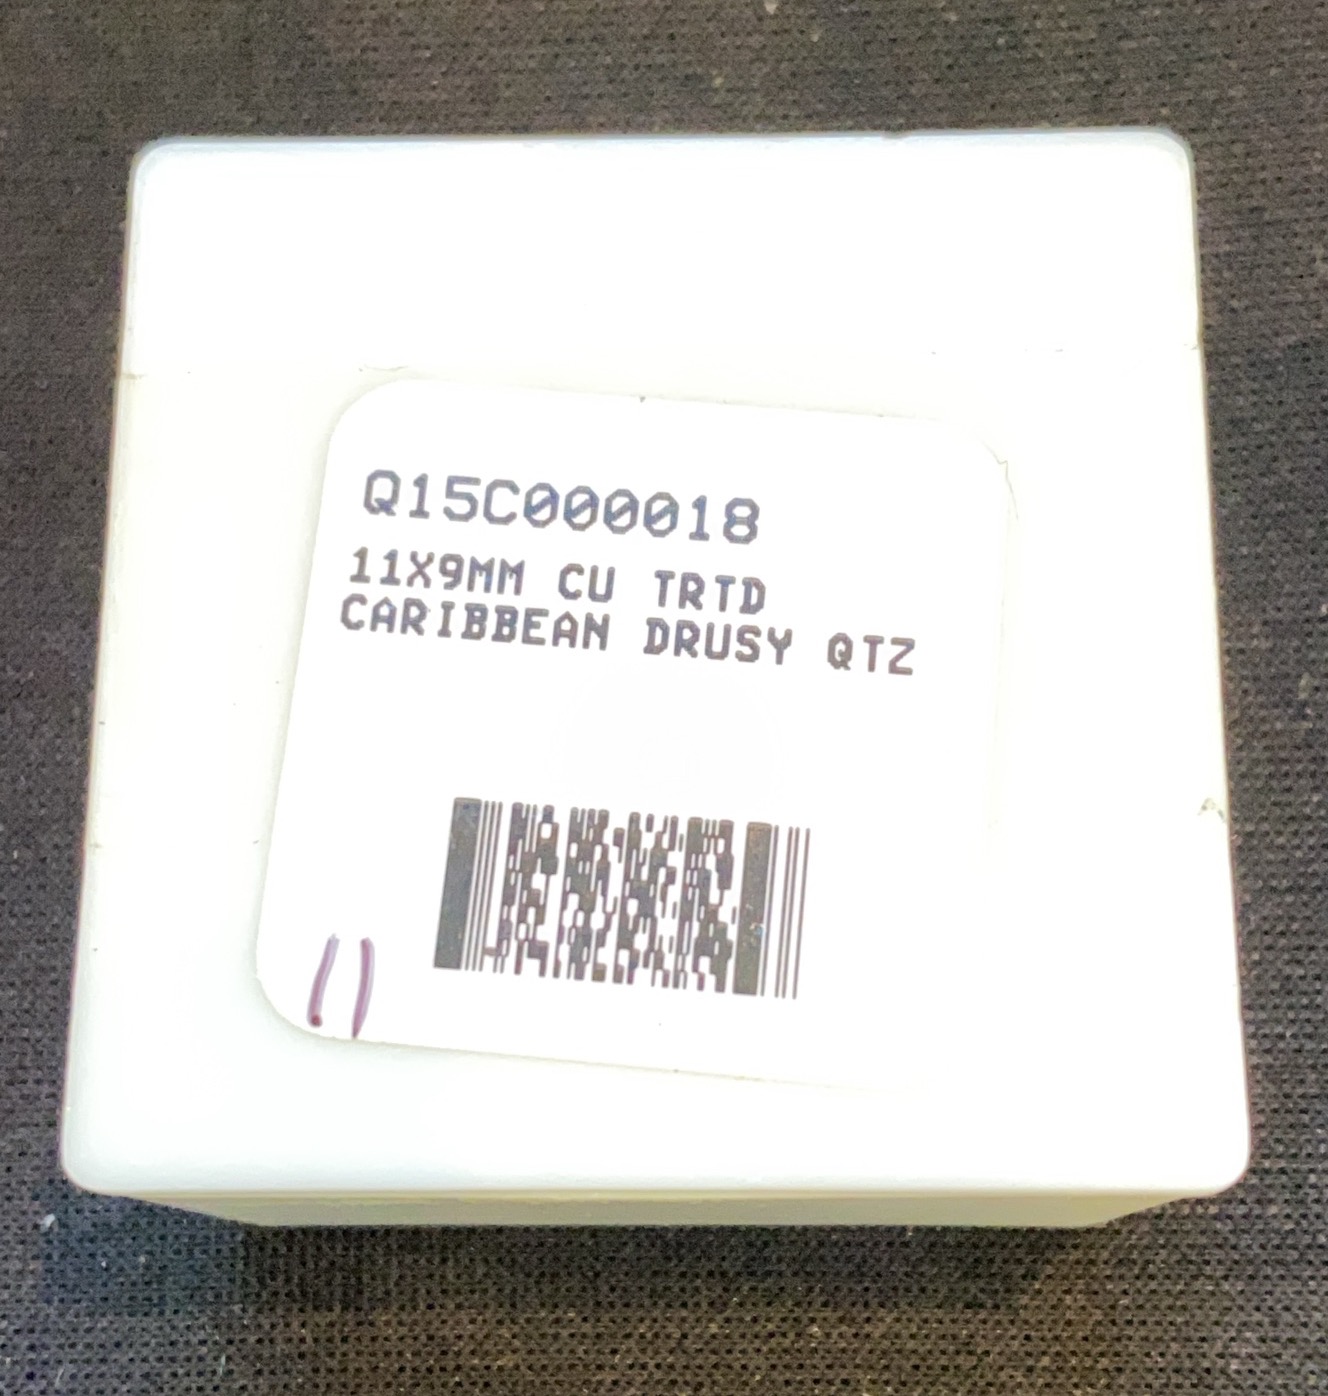 Q15C000018
11X9MM CU TRTD
CARIBBEAN DRUSY QTZ
11